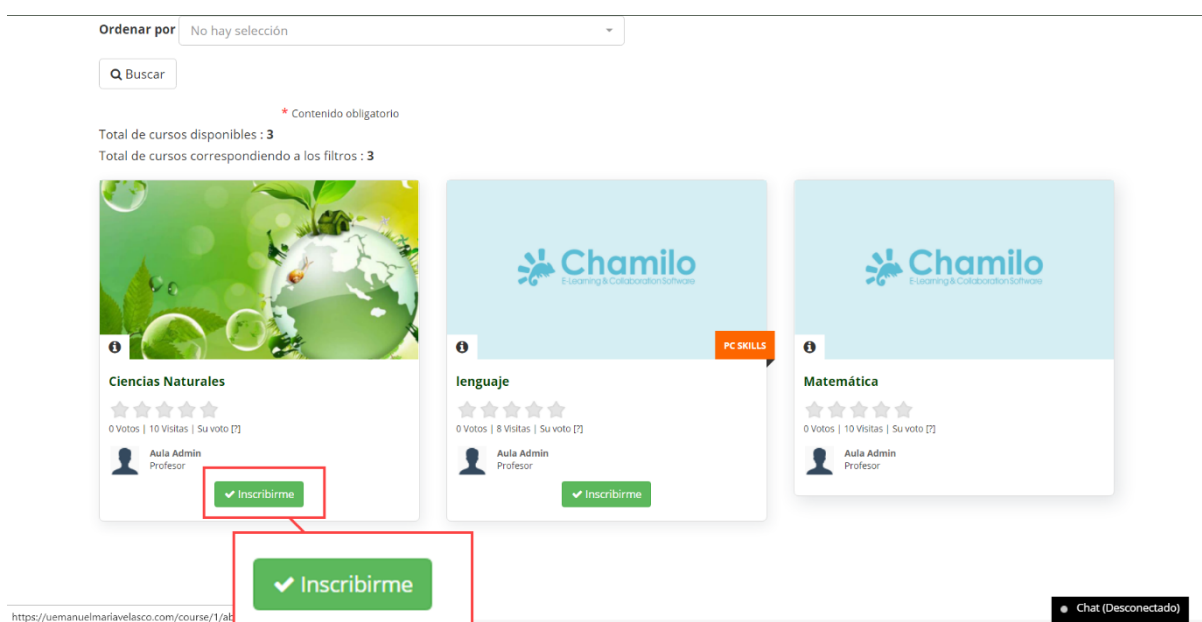 Ordenar por No hay selección
Buscar
* Contenido obligatorio
Total de cursos disponibles : 3
Total de cursos correspondiendo a los filtros : 3
Chamilo
E-Learning & Collaboration Software
Chamilo
E-Learning & Collaboration Software
PC SKILLS
Ciencias Naturales
0 Votos | 10 Visitas | Su voto [?]
Aula Admin
Profesor
Inscribirme
lenguaje
0 Votos | 8 Visitas | Su voto [?]
Aula Admin
Profesor
Inscribirme
Matemática
0 Votos | 10 Visitas | Su voto [?]
Aula Admin
Profesor
Inscribirme
Chat (Desconectado)
https://uemanuelmariavelasco.com/course/1/ab